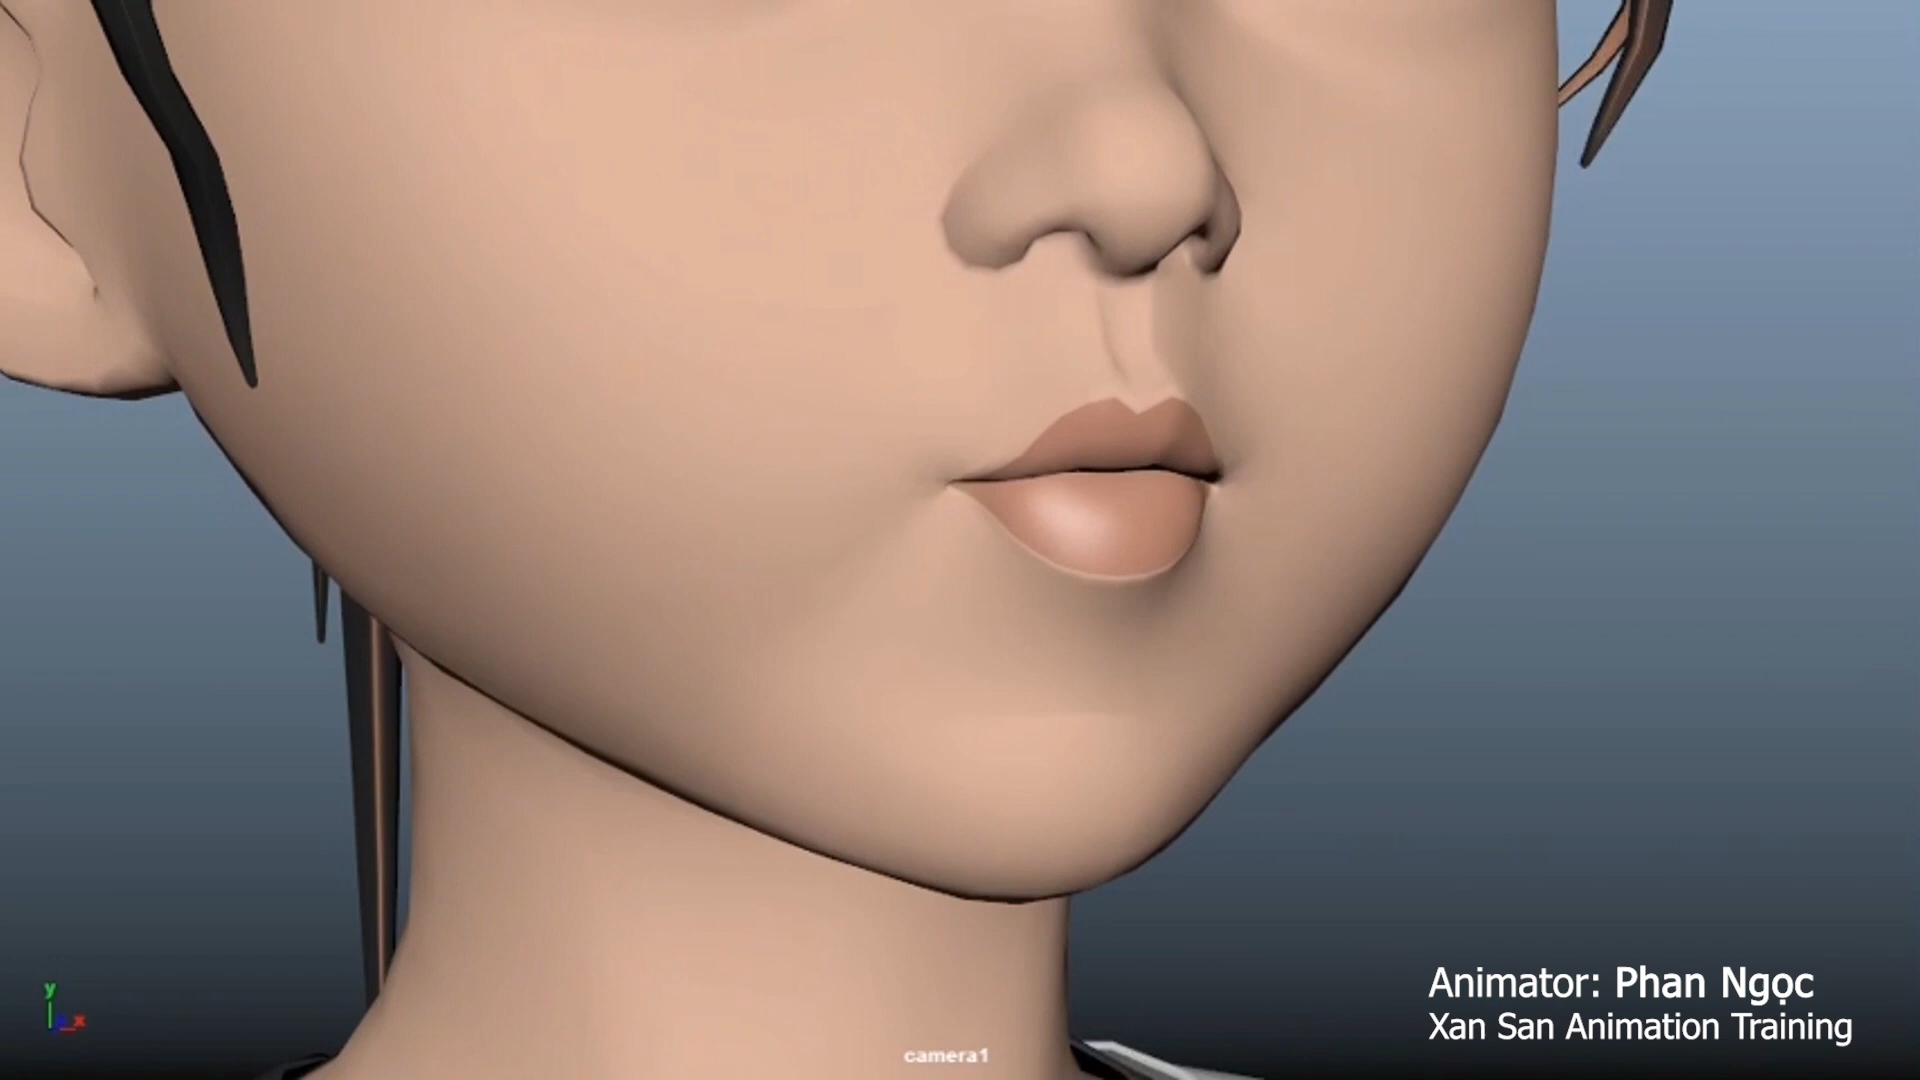 y
x
camera1
Animator: Phan Ngọc
Xan San Animation Training